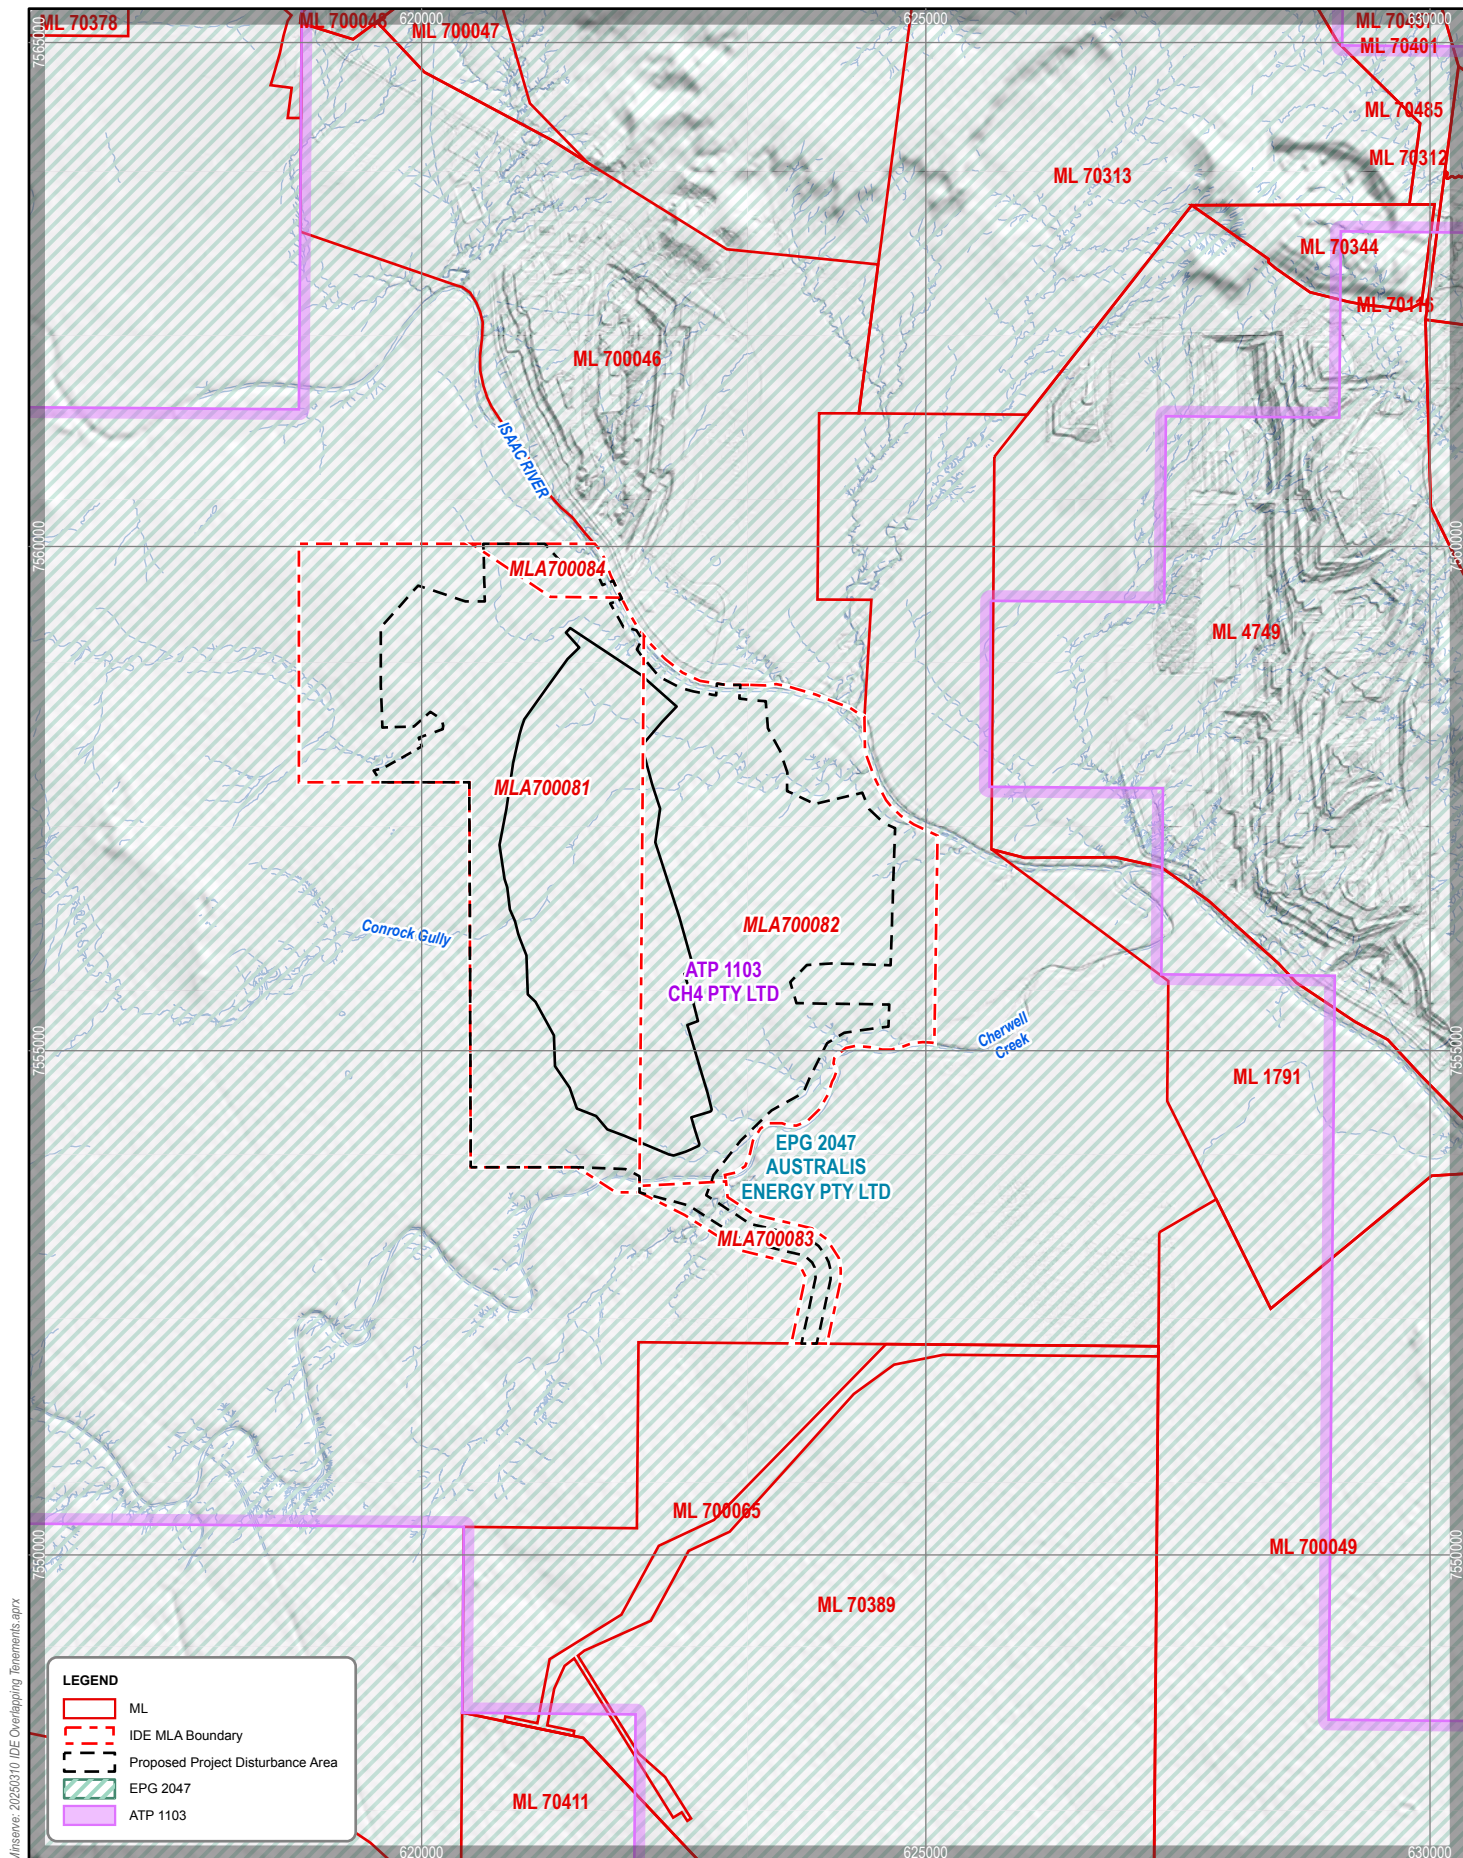 620000
625000
630000
ML 70378
ML 700048
ML 700047
ML 70437
ML 70401
7565000
7565000
ML 70485
ML 70312
ML 70313
ML 70344
ML 70116
ML 700046
ISAAC RIVER
7560000
7560000
MLA700084
ML 4749
MLA700081
MLA700082
Conrock Gully
ATP 1103
CH4 PTY LTD
Cherwell
Creek
7555000
7555000
ML 1791
EPG 2047
AUSTRALIS
ENERGY PTY LTD
MLA700083
ML 700065
ML 700049
7550000
7550000
ML 70389
ML 70411
LEGEND
ML
IDE MLA Boundary
Proposed Project Disturbance Area
EPG 2047
ATP 1103
620000
625000
630000
Minserve: 20250310 IDE Overlapping Tenements.aprx